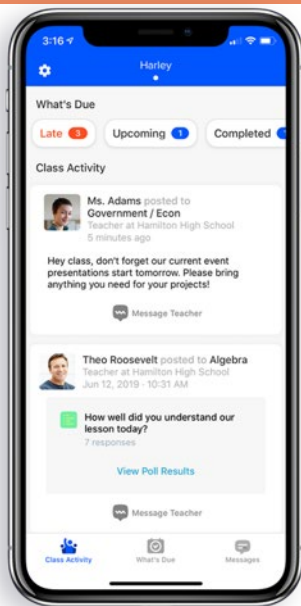 3:16
Harley
What's Due
Late 3
Upcoming 1
Completed
Class Activity
Ms. Adams posted to
Government / Econ
Teacher at Hamilton High School
5 minutes ago
Hey class, don't forget our current event
presentations start tomorrow. Please bring
anything you need for your projects!
Message Teacher
Theo Roosevelt posted to Algebra
Teacher at Hamilton High School
Jun 12, 2019 · 10:31 AM
How well did you understand our
lesson today?
7 responses
View Poll Results
Message Teacher
Class Activity
What's Due
Messages